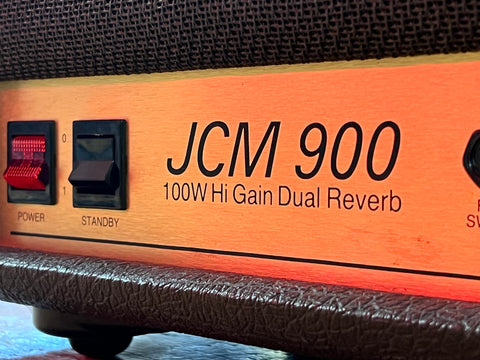 JCM 900
100W Hi Gain Dual Reverb
0
1
POWER
STANDBY